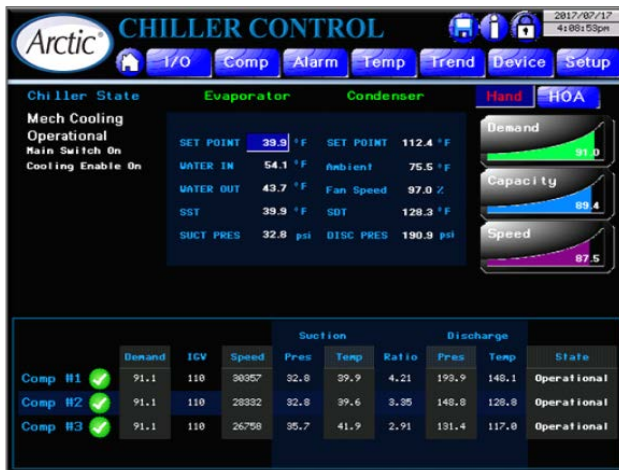 Arctic®
CHILLER CONTROL
2017/07/17
4:08:53pm
I/O Comp Alarm Temp Trend Device Setup
Chiller State
Evaporator
Condenser
Hand
HOA
Mech Cooling
Operational
Main Switch On
Cooling Enable On
SET POINT 39.9 °F SET POINT 112.4 °F
WATER IN 54.1 °F Ambient 75.5 °F
WATER OUT 43.7 °F Fan Speed 97.0 %
SST 39.9 °F SDT 128.3 °F
SUCT PRES 32.8 psi DISC PRES 190.9 psi
Demand
91.0
Capacity
89.4
Speed
87.5
Suction Discharge
Demand IGV Speed Pres Temp Ratio Pres Temp State
Comp #1 91.1 110 30357 32.8 39.9 4.21 193.9 148.1 Operational
Comp #2 91.1 110 28332 32.8 39.6 3.35 148.8 128.8 Operational
Comp #3 91.1 110 26758 35.7 41.9 2.91 131.4 117.0 Operational